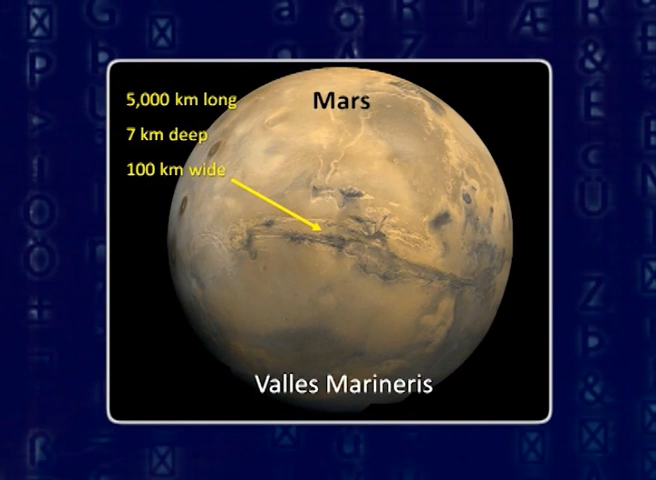 5,000 km long
Mars
7 km deep
100 km wide
Valles Marineris